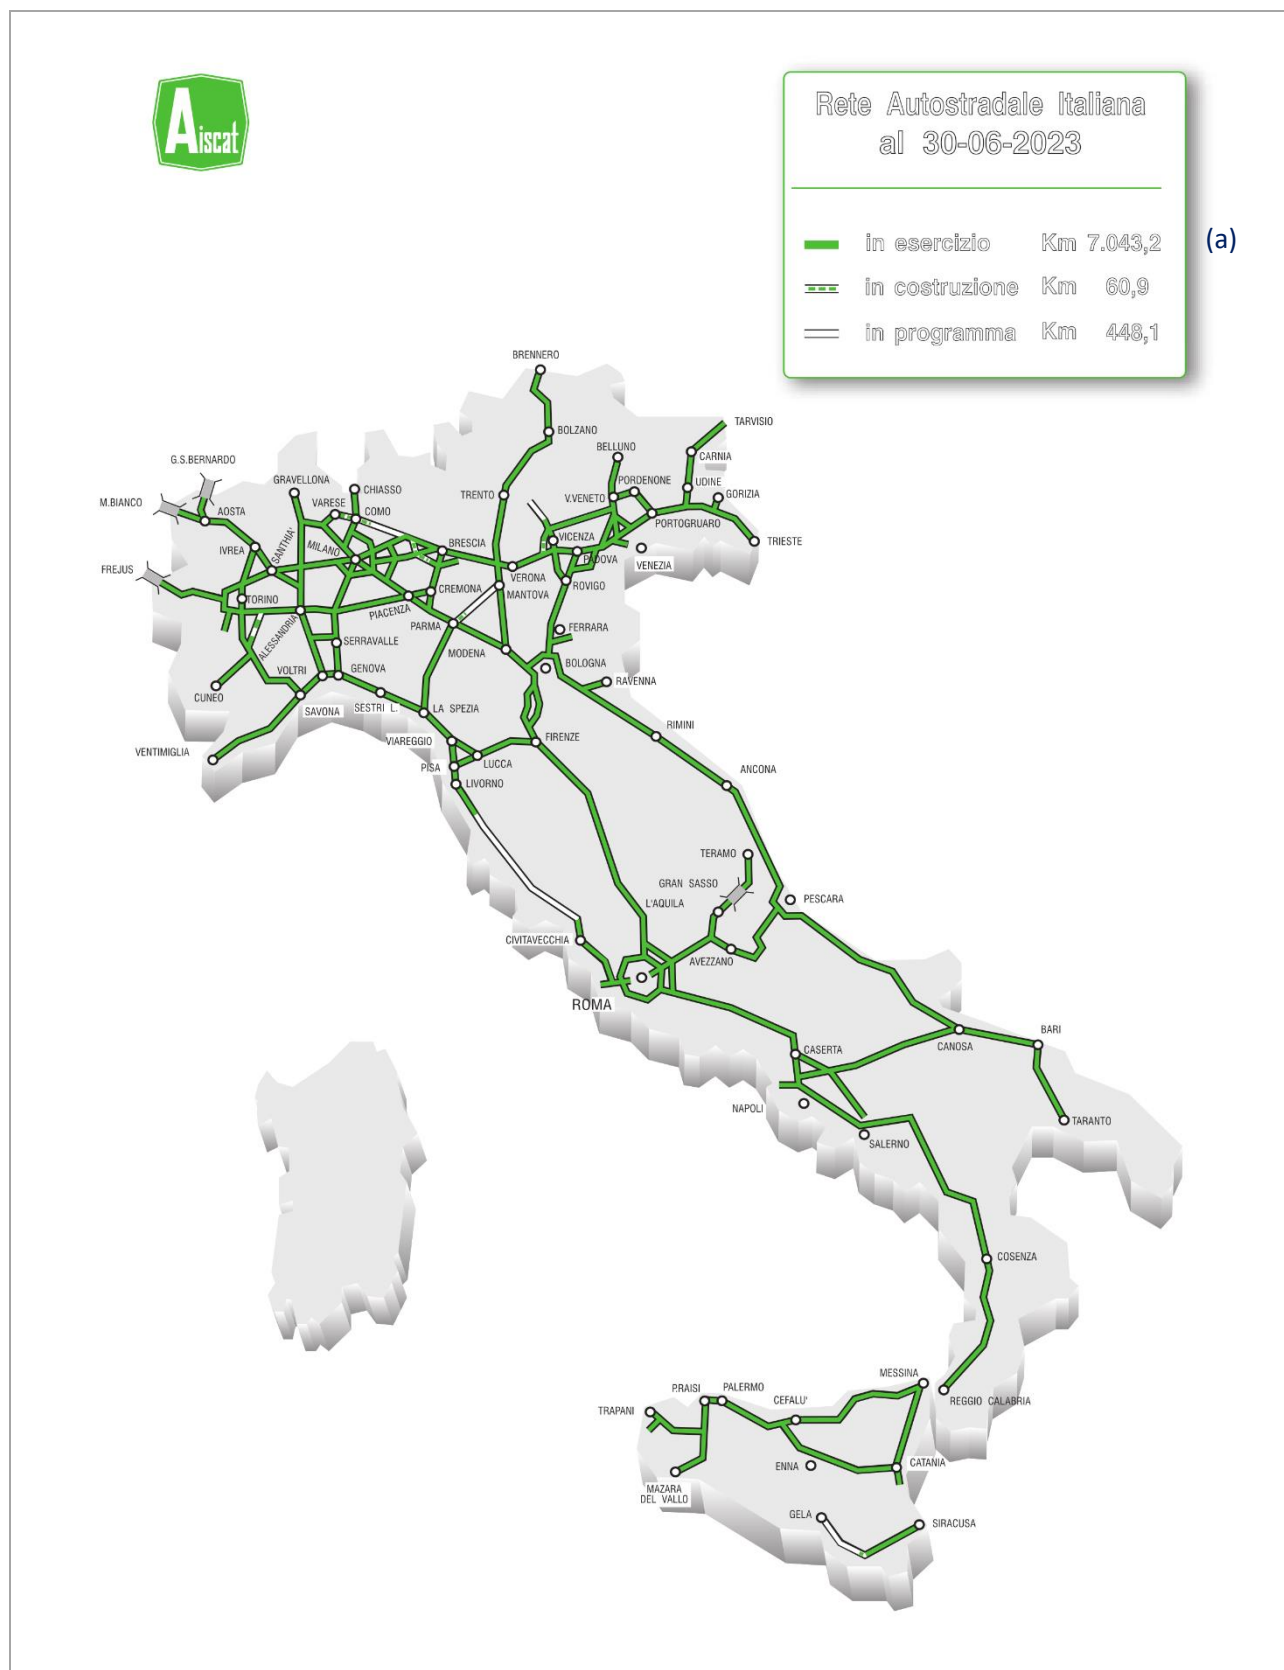 Aiscat
Rete Autostradale Italiana
al 30-06-2023
in esercizio Km 7.043,2 (a)
in costruzione Km 60,9
in programma Km 448,1
BRENNERO
BOLZANO
TARVISIO
BELLUNO
CARNIA
G.S.BERNARDO
GRAVELLONA
CHIASSO
TRENTO
PORDENONE
UDINE
GORIZIA
M.BIANCO
VARESE
COMO
V.VENETO
AOSTA
PORTOGRUARO
IVREA
SANTHIA'
MILANO
BRESCIA
VICENZA
TRIESTE
FREJUS
VERONA
PADOVA
VENEZIA
TORINO
CREMONA
MANTOVA
ROVIGO
PIACENZA
ALESSANDRIA
PARMA
FERRARA
SERRAVALLE
MODENA
BOLOGNA
VOLTRI
GENOVA
RAVENNA
CUNEO
SAVONA
SESTRI L.
LA SPEZIA
RIMINI
VENTIMIGLIA
VIAREGGIO
FIRENZE
PISA
LUCCA
LIVORNO
ANCONA
TERAMO
GRAN SASSO
L'AQUILA
PESCARA
CIVITAVECCHIA
AVEZZANO
ROMA
BARI
CASERTA
CANOSA
NAPOLI
TARANTO
SALERNO
COSENZA
MESSINA
P.RAISI
PALERMO
CEFALU'
REGGIO CALABRIA
TRAPANI
ENNA
CATANIA
MAZARA
DEL VALLO
GELA
SIRACUSA